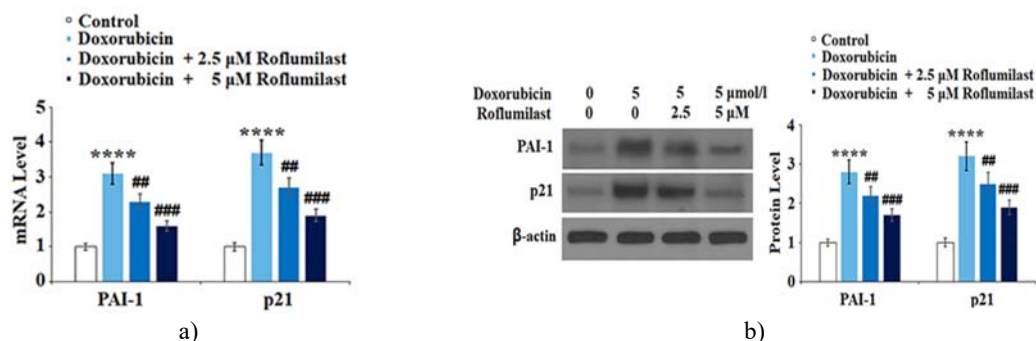 Control
Doxorubicin
Doxorubicin + 2.5 μM Roflumilast
Doxorubicin + 5 μM Roflumilast
mRNA Level
5
4
3
2
1
0
****
##
###
****
##
###
PAI-1
p21
a)
Doxorubicin 0 5 5 5 μmol/l
Roflumilast 0 0 2.5 5 μM
PAI-1
p21
β-actin
Control
Doxorubicin
Doxorubicin + 2.5 μM Roflumilast
Doxorubicin + 5 μM Roflumilast
Protein Level
4
3
2
1
0
****
##
###
****
##
###
PAI-1
p21
b)